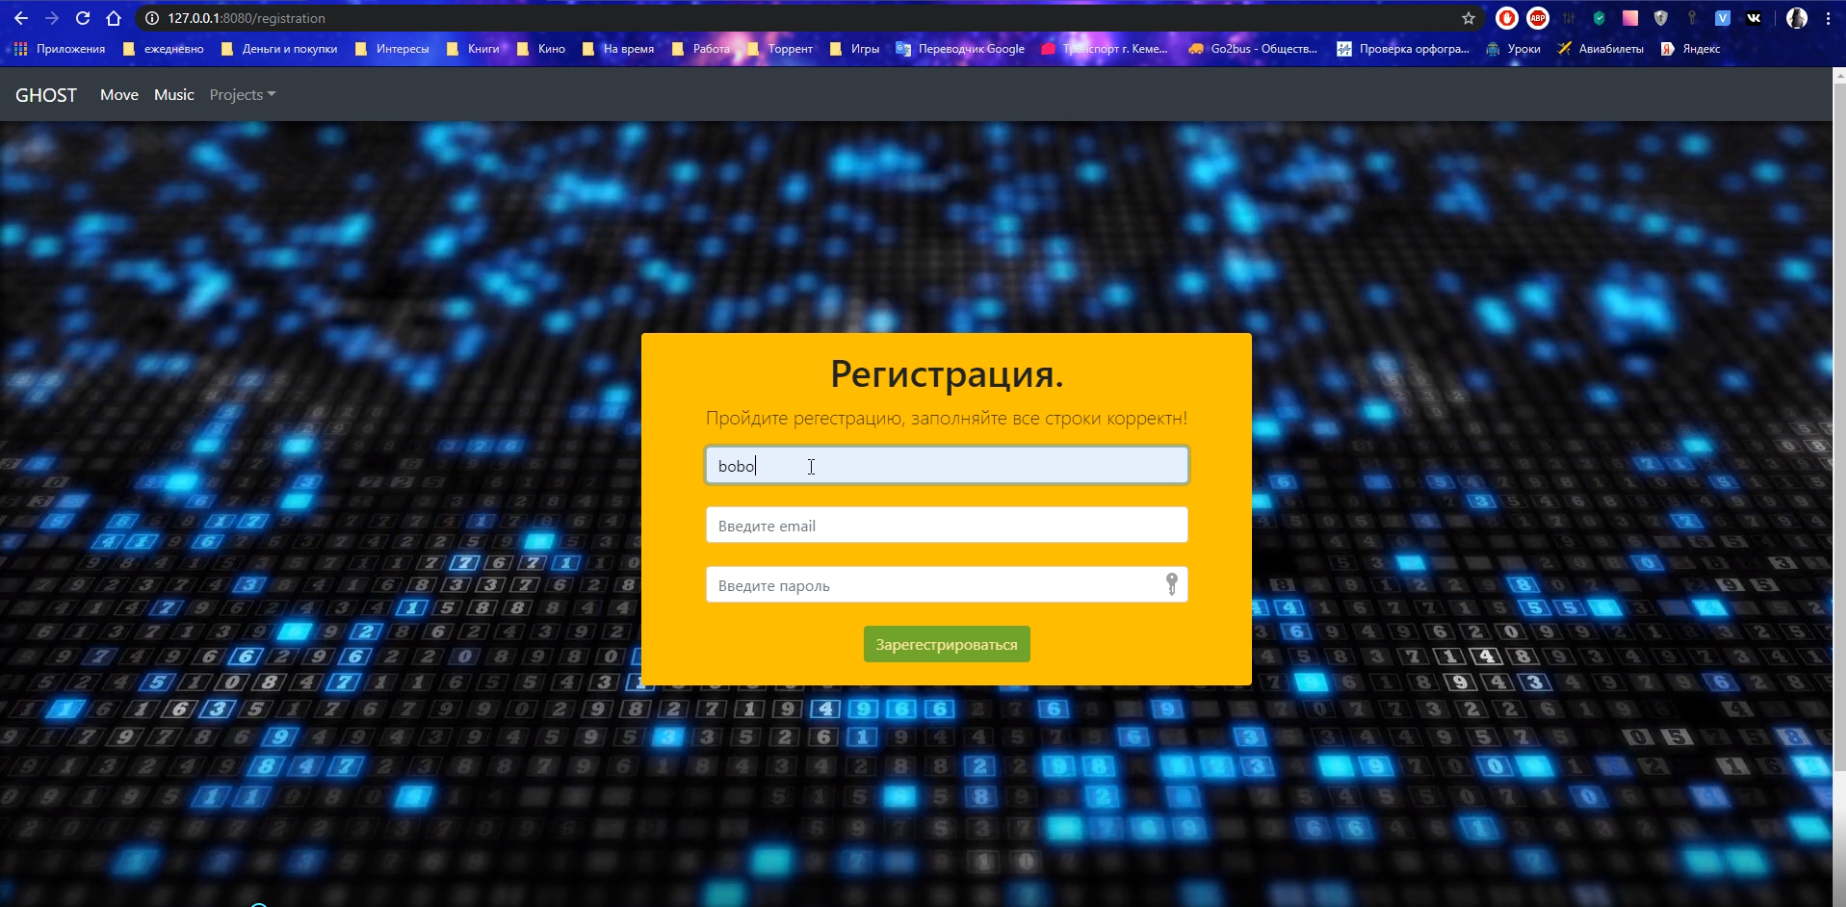 127.0.0.1:8080/registration
ABP
Приложения ежедневно Деньги и покупки Интересы Книги Кино На время Работа Торрент Игры Переводчик Google Транспорт г. Кеме... Go2bus - Обществ... Проверка орфогра... Уроки Авиабилеты Яндекс
GHOST Move Music Projects
Регистрация.
Пройдите регестрацию, заполняйте все строки корректн!
bobo
Введите email
Введите пароль
Зарегестрироваться